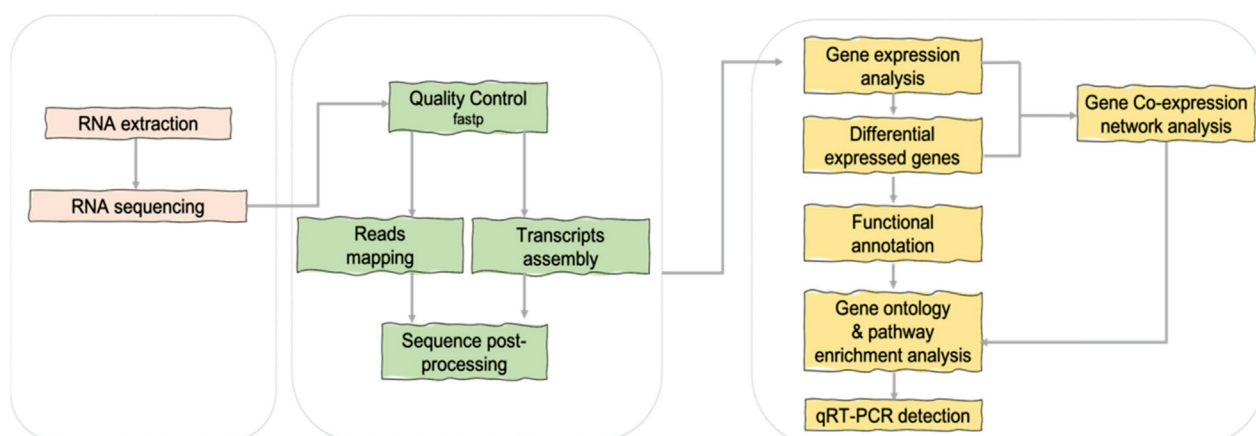 RNA extraction
RNA sequencing
Quality Control
fastp
Reads
mapping
Transcripts
assembly
Sequence post-
processing
Gene expression
analysis
Differential
expressed genes
Functional
annotation
Gene ontology
& pathway
enrichment analysis
qRT-PCR detection
Gene Co-expression
network analysis